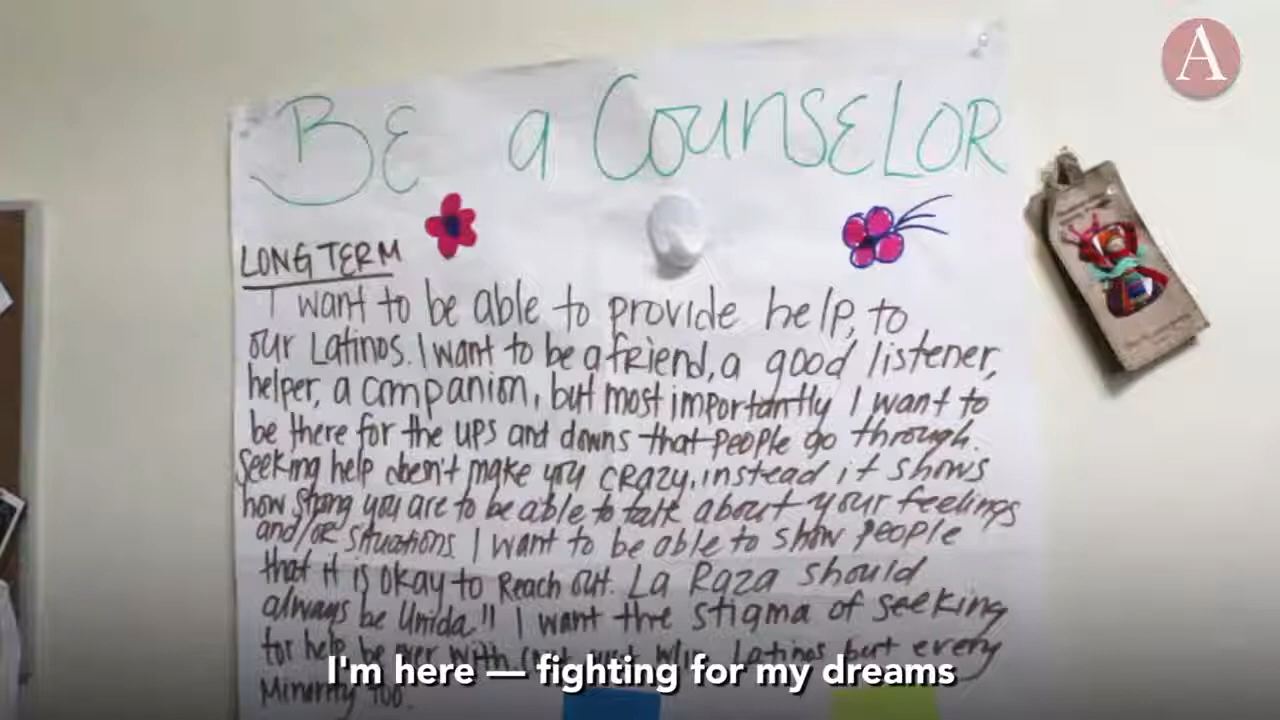 A
BE a COUNSELOR
LONG TERM
I want to be able to provide help, to
our Latinos. I want to be a friend, a good listener,
helper, a companion, but most importantly I want to
be there for the ups and downs that people go through.
Seeking help doesn't make you crazy, instead it shows
how strong you are to be able to talk about your feelings
and/or situations. I want to be able to show people
that it is okay to Reach out. La Raza should
always be Unida!! I want the stigma of seeking
for help be over with Latinos but every
Minority too.
I'm here — fighting for my dreams